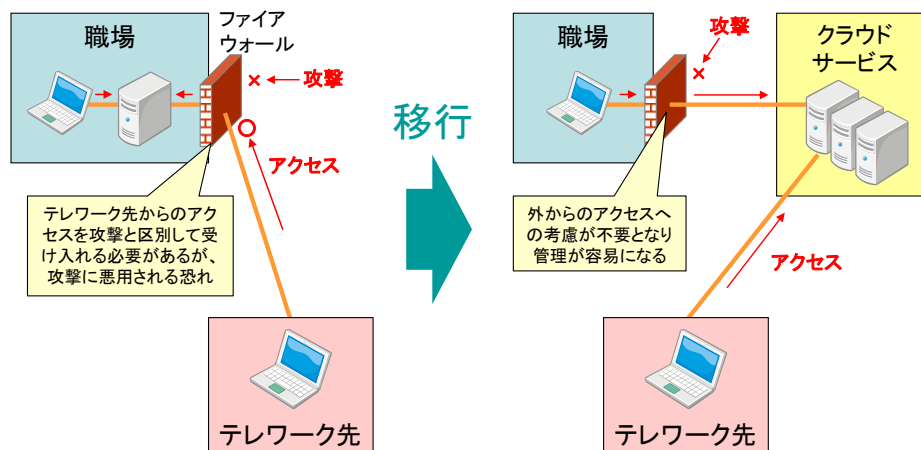 職場
ファイア
ウォール
攻撃
アクセス
テレワーク先からのアク
セスを攻撃と区別して受
け入れる必要があるが、
攻撃に悪用される恐れ
テレワーク先
移行
職場
攻撃
クラウド
サービス
外からのアクセスへ
の考慮が不要となり
管理が容易になる
アクセス
テレワーク先